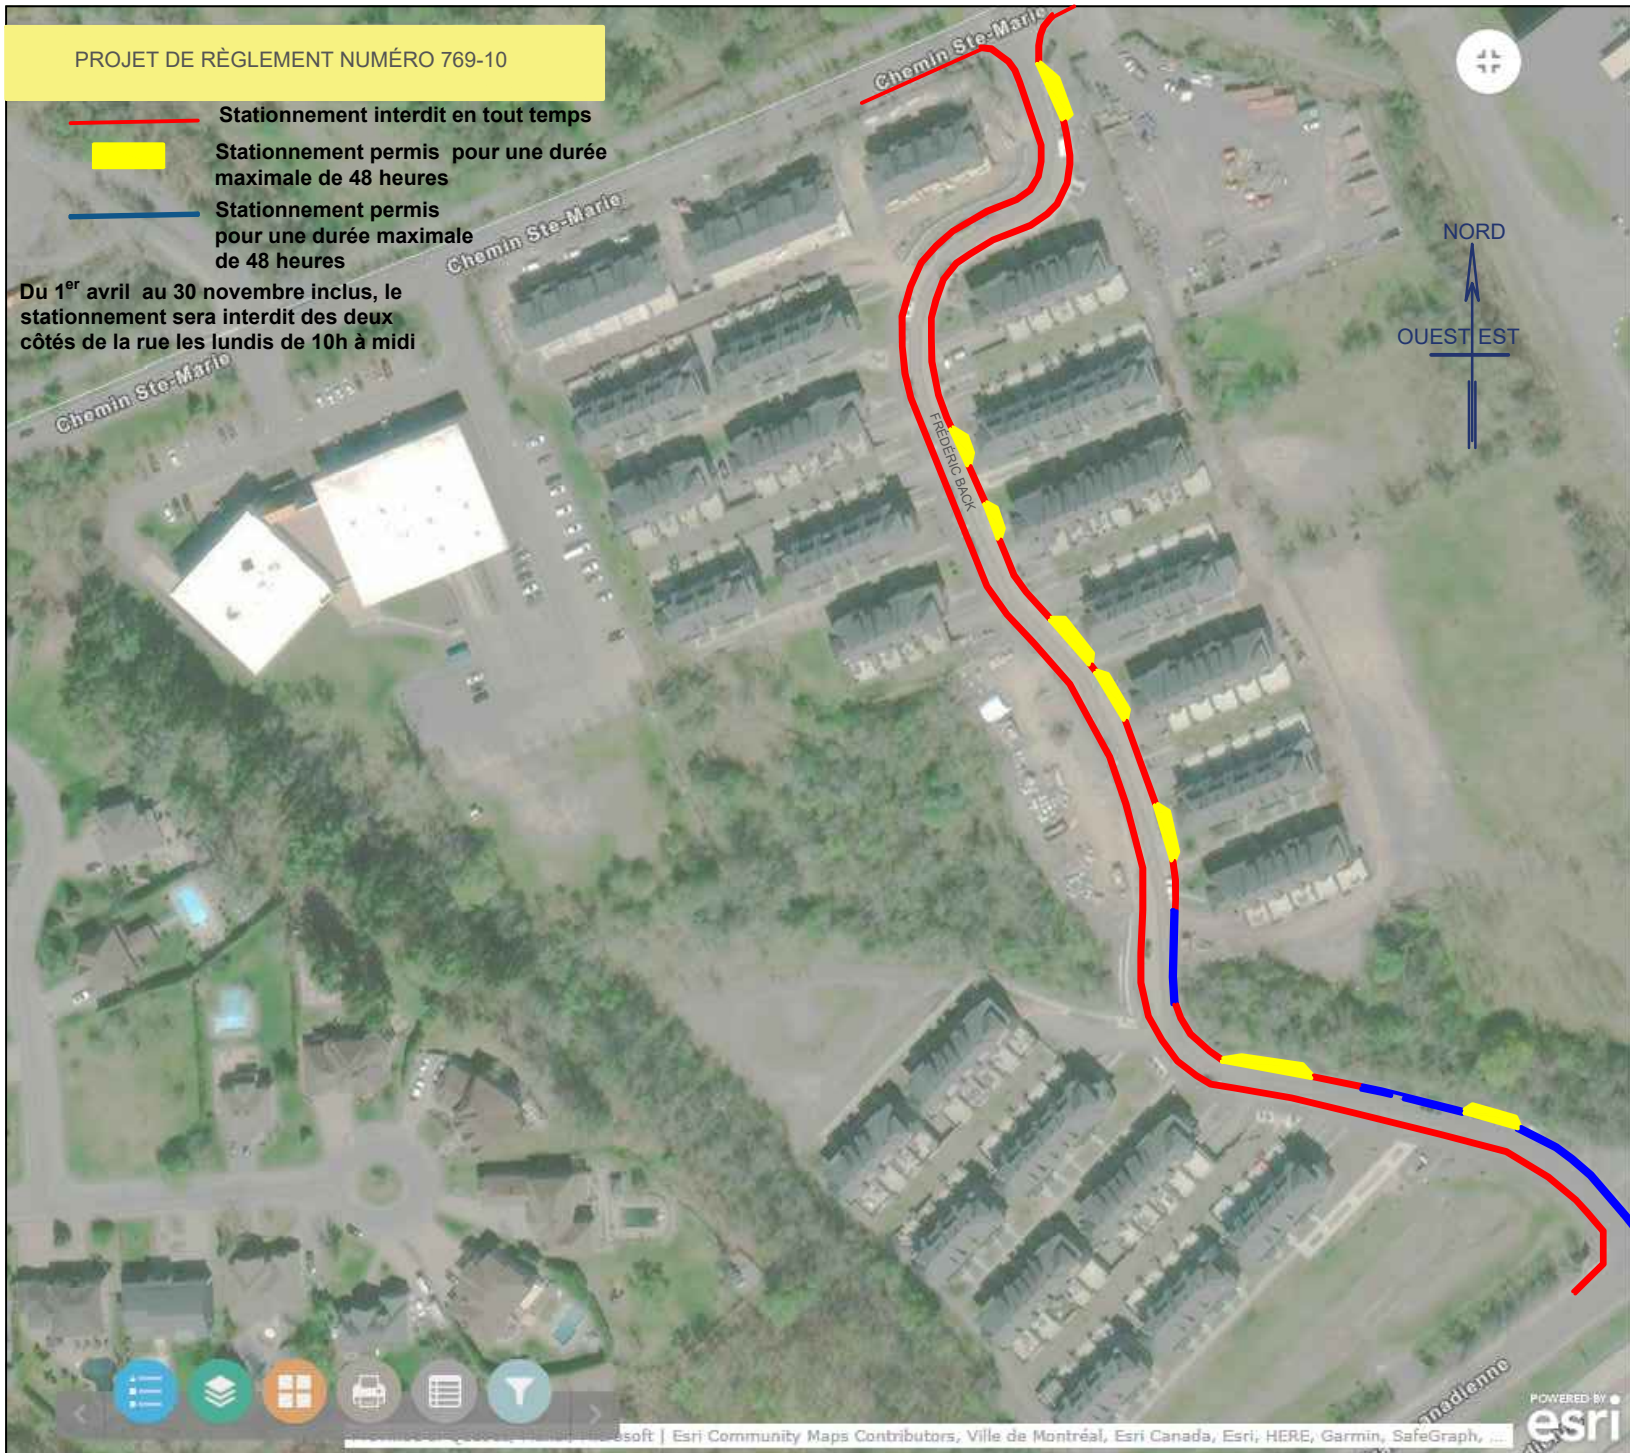 PROJET DE RÈGLEMENT NUMÉRO 769-10
Stationnement interdit en tout temps
Stationnement permis pour une durée
maximale de 48 heures
Stationnement permis
pour une durée maximale
de 48 heures
Du 1er avril au 30 novembre inclus, le
stationnement sera interdit des deux
côtés de la rue les lundis de 10h à midi
Chemin Ste-Marie
Chemin Ste-Marie
Chemin Ste-Marie
NORD
OUEST EST
FRÉDÉRIC BACK
anadienne
POWERED BY
esri
soft | Esri Community Maps Contributors, Ville de Montréal, Esri Canada, Esri, HERE, Garmin, SafeGraph, ...